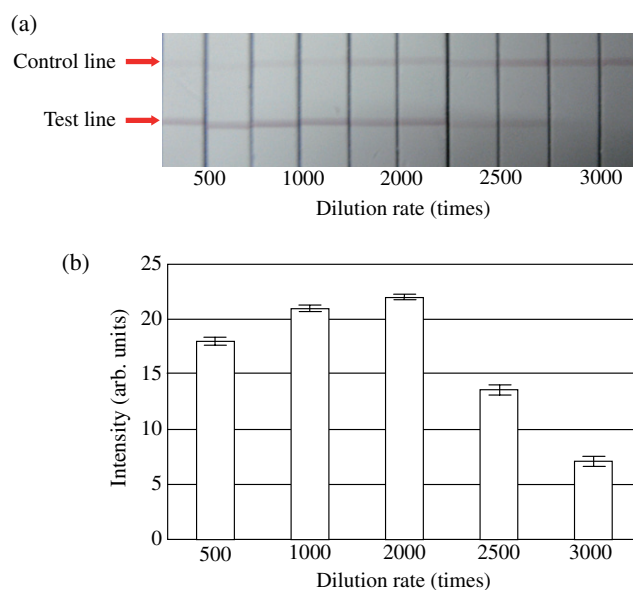 (a)
Control line
Test line
500 1000 2000 2500 3000
Dilution rate (times)
(b)
25
20
15
10
5
0
Intensity (arb. units)
500 1000 2000 2500 3000
Dilution rate (times)